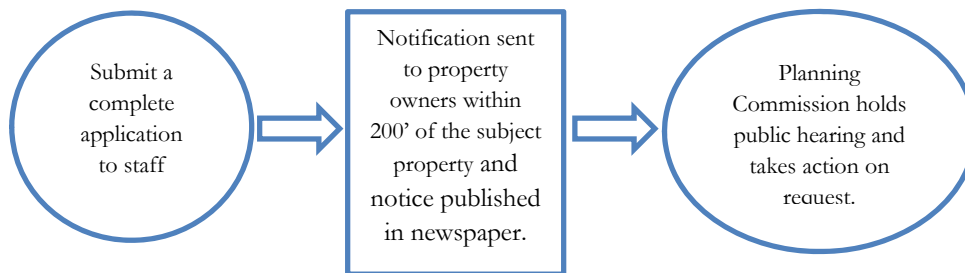 Submit a
complete
application
to staff
Notification sent
to property
owners within
200’ of the subject
property and
notice published
in newspaper.
Planning
Commission holds
public hearing and
takes action on
request.